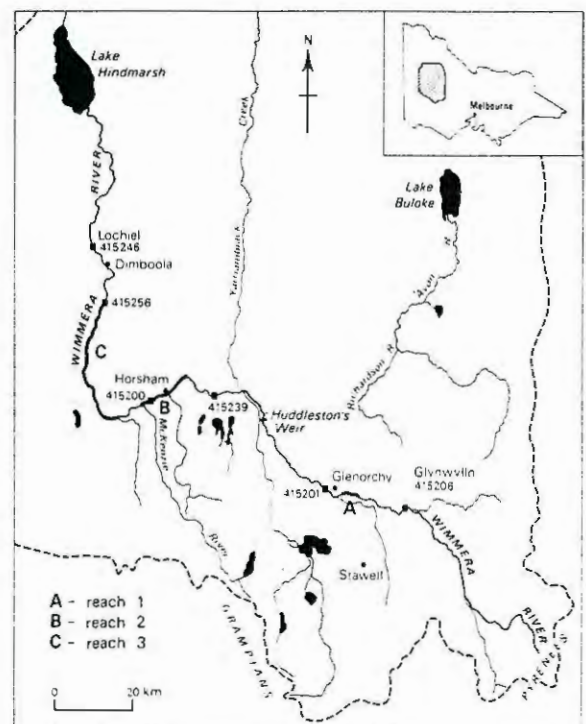 Lake
Hindmarsh
N
Melbourne
Creek
RIVER
Lake
Buloke
Lochiel
415246
Dimboola
Yarriambiack
Avon R
415256
WIMMERA
C
Richardson R
Horsham
B
415200
415239
Huddleston's
Weir
McKenzie
River
Glenorchy
415201
A
Glynwylln
415206
WIMMERA
RIVER
Stawell
GRAMPIANS
PYRENEES
A - reach 1
B - reach 2
C - reach 3
0 20 km